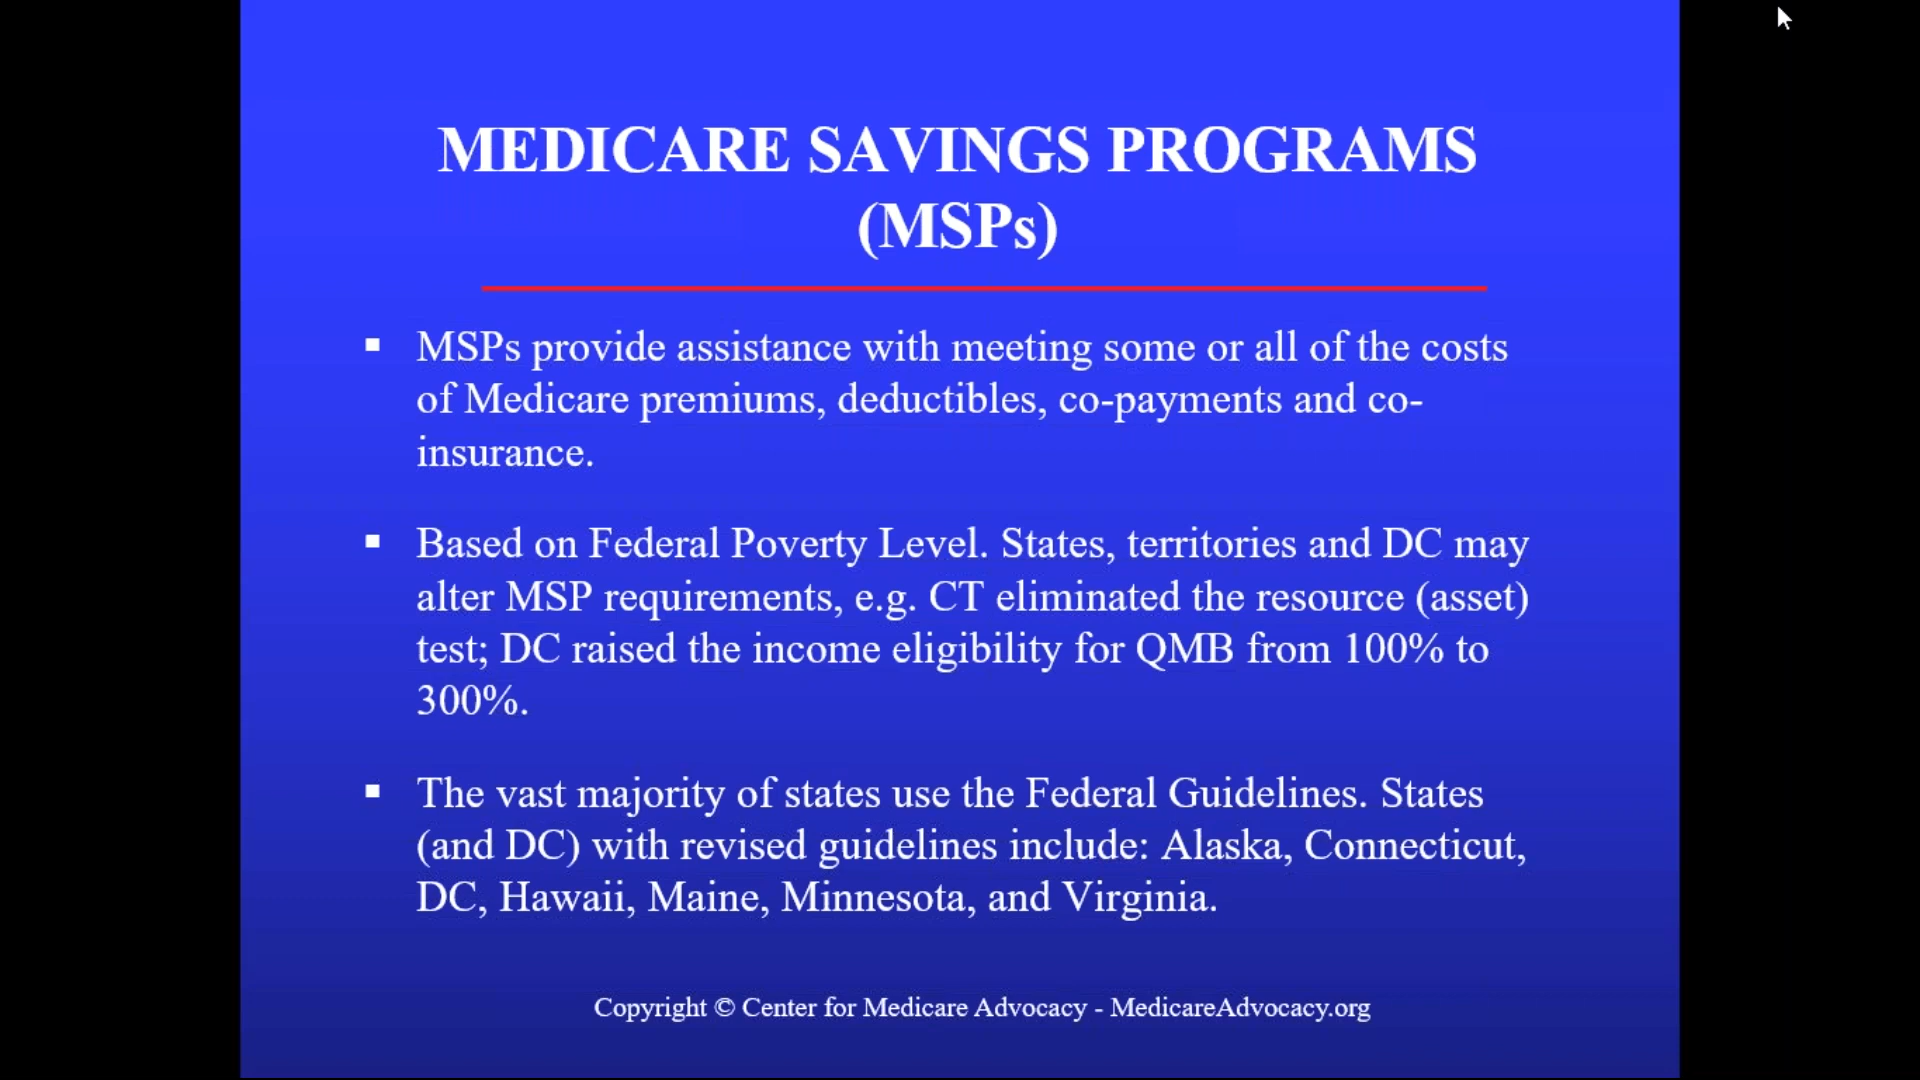 MEDICARE SAVINGS PROGRAMS
(MSPs)
▪ MSPs provide assistance with meeting some or all of the costs
of Medicare premiums, deductibles, co-payments and co-
insurance.
▪ Based on Federal Poverty Level. States, territories and DC may
alter MSP requirements, e.g. CT eliminated the resource (asset)
test; DC raised the income eligibility for QMB from 100% to
300%.
▪ The vast majority of states use the Federal Guidelines. States
(and DC) with revised guidelines include: Alaska, Connecticut,
DC, Hawaii, Maine, Minnesota, and Virginia.
Copyright © Center for Medicare Advocacy - MedicareAdvocacy.org